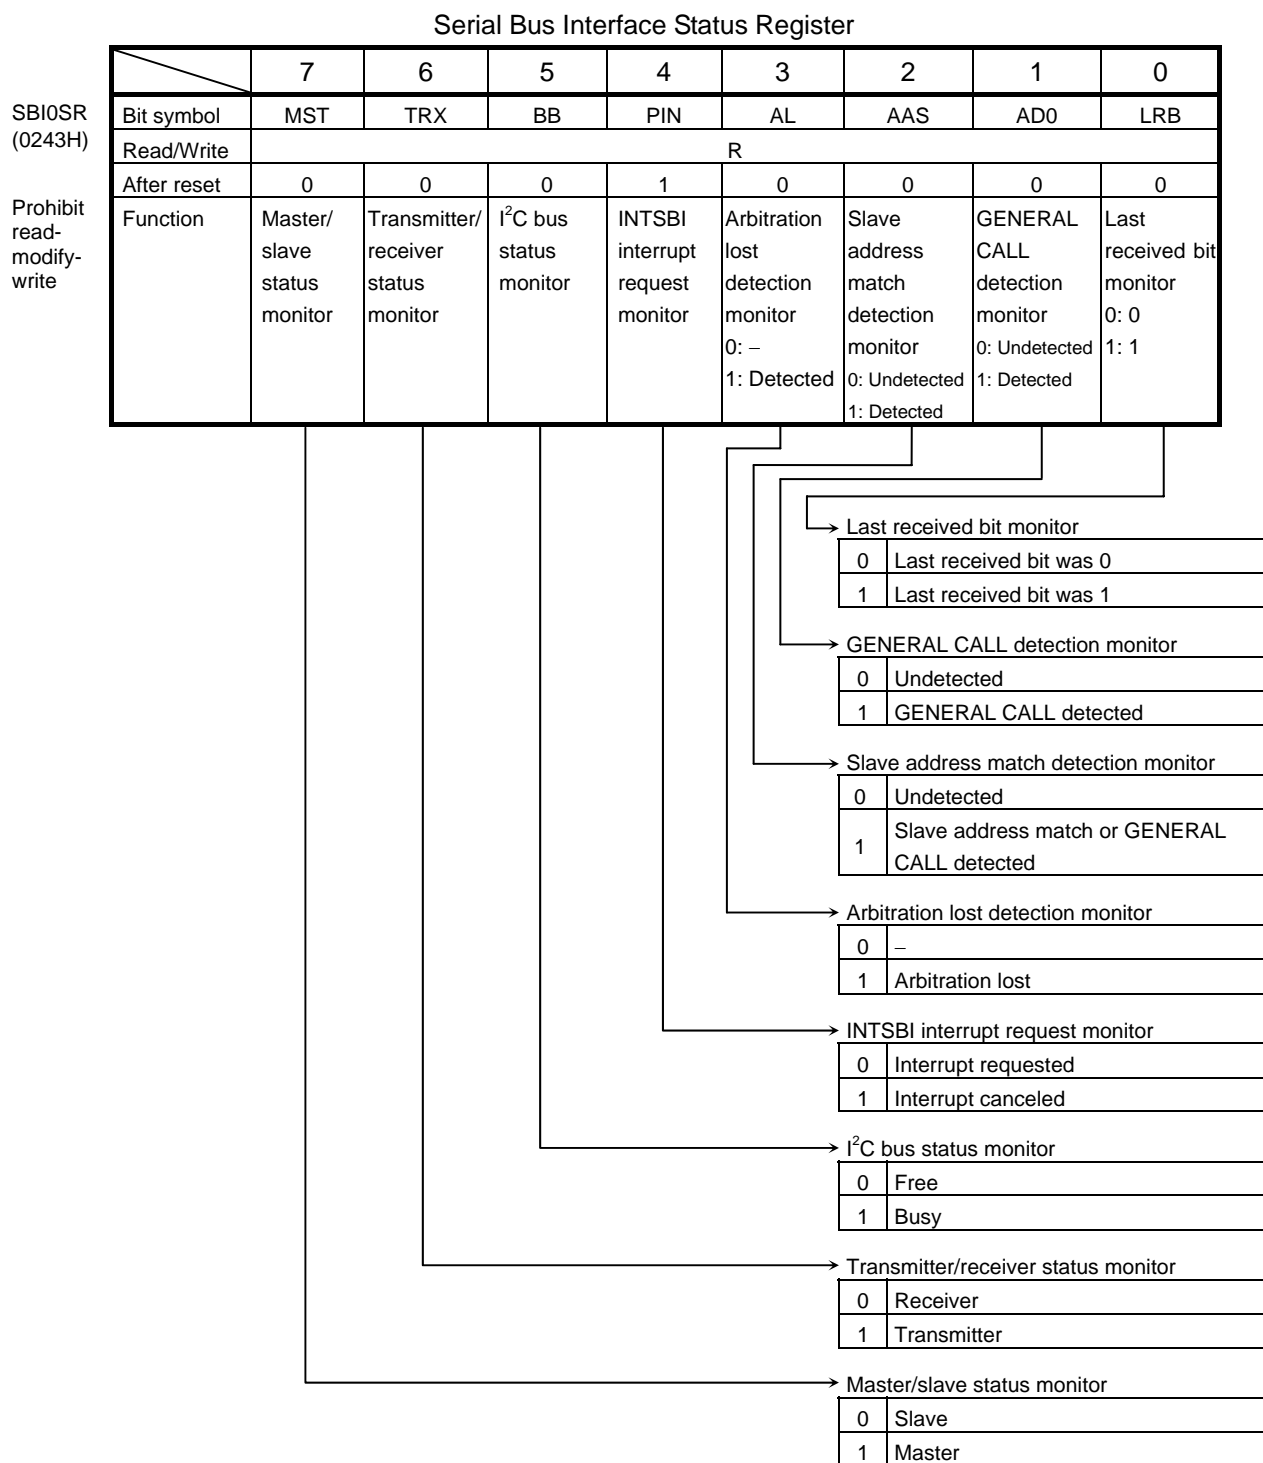 Serial Bus Interface Status Register
7 6 5 4 3 2 1 0
SBI0SR
(0243H)
Bit symbol MST TRX BB PIN AL AAS AD0 LRB
Read/Write R
After reset 0 0 0 1 0 0 0 0
Prohibit
read-
modify-
write
Function
Master/
slave
status
monitor
Transmitter/
receiver
status
monitor
I²C bus
status
monitor
INTSBI
interrupt
request
monitor
Arbitration
lost
detection
monitor
0: −
1: Detected
Slave
address
match
detection
monitor
0: Undetected
1: Detected
GENERAL
CALL
detection
monitor
0: Undetected
1: Detected
Last
received bit
monitor
0: 0
1: 1
Last received bit monitor
0 Last received bit was 0
1 Last received bit was 1
GENERAL CALL detection monitor
0 Undetected
1 GENERAL CALL detected
Slave address match detection monitor
0 Undetected
1 Slave address match or GENERAL
CALL detected
Arbitration lost detection monitor
0 −
1 Arbitration lost
INTSBI interrupt request monitor
0 Interrupt requested
1 Interrupt canceled
I²C bus status monitor
0 Free
1 Busy
Transmitter/receiver status monitor
0 Receiver
1 Transmitter
Master/slave status monitor
0 Slave
1 Master